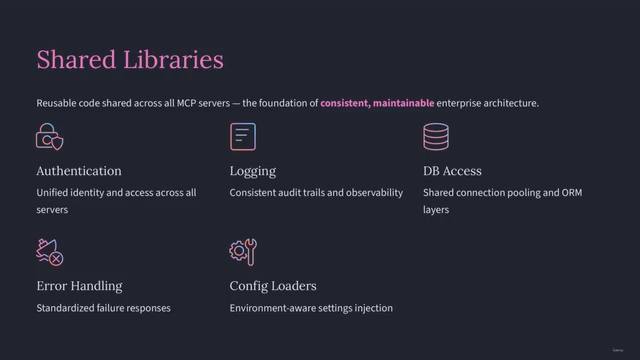 Shared Libraries
Reusable code shared across all MCP servers — the foundation of consistent, maintainable enterprise architecture.
Authentication
Unified identity and access across all
servers
Logging
Consistent audit trails and observability
DB Access
Shared connection pooling and ORM
layers
Error Handling
Standardized failure responses
Config Loaders
Environment-aware settings injection